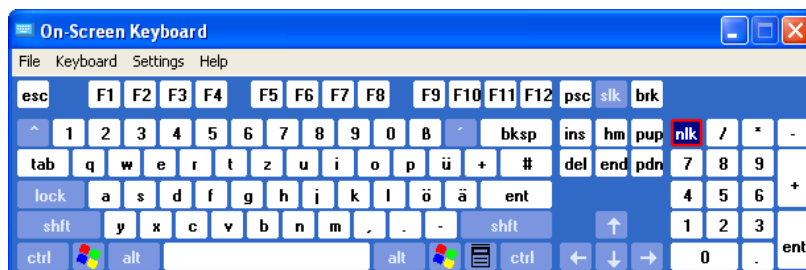 On-Screen Keyboard
File Keyboard Settings Help
esc F1 F2 F3 F4 F5 F6 F7 F8 F9 F10 F11 F12 psc slk brk
^ 1 2 3 4 5 6 7 8 9 0 ß ´ bksp ins hm pup nlk / * -
tab q w e r t z u i o p ü + # del end pdn 7 8 9 +
lock a s d f g h j k l ö ä ent 4 5 6
shft y x c v b n m , . - shft ↑ 1 2 3 ent
ctrl alt alt ctrl ← ↓ → 0 .